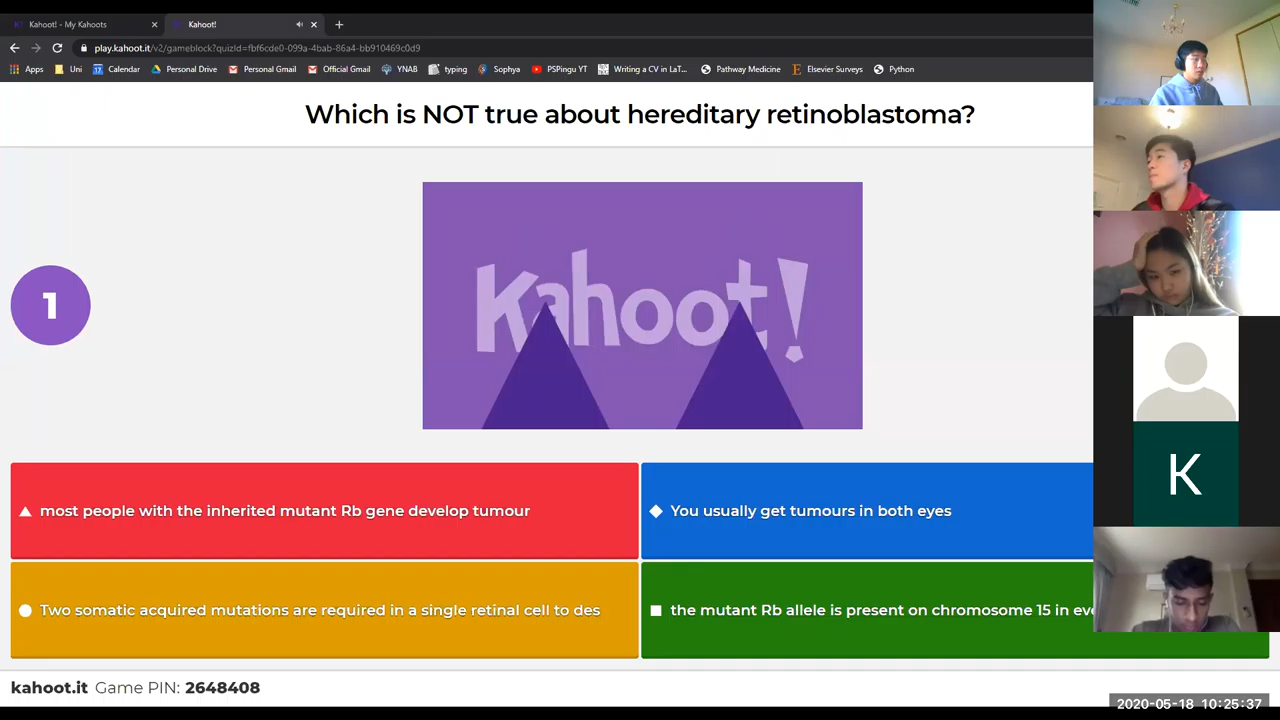 Kahoot! - My Kahoots
Kahoot!
play.kahoot.it/v2/gameblock?quizId=fbf6cde0-099a-4bab-86a4-bb910469c0d9
Apps Uni Calendar Personal Drive Personal Gmail Official Gmail YNAB typing Sophya PSPingu YT Writing a CV in LaT... Pathway Medicine Elsevier Surveys Python
Which is NOT true about hereditary retinoblastoma?
Kahoot!
1
most people with the inherited mutant Rb gene develop tumour
You usually get tumours in both eyes
Two somatic acquired mutations are required in a single retinal cell to des
the mutant Rb allele is present on chromosome 15 in
K
kahoot.it Game PIN: 2648408
2020-05-18 10:25:37